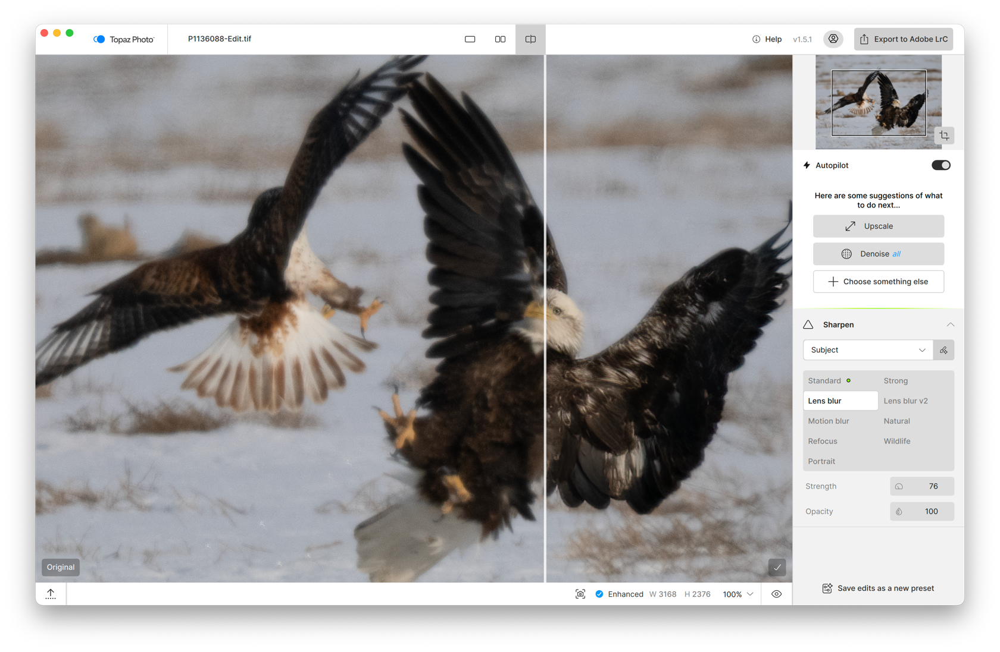 Topaz Photo
P1136088-Edit.tif
Help
v1.5.1
Export to Adobe LrC
Autopilot
Here are some suggestions of what
to do next...
Upscale
Denoise all
Choose something else
Sharpen
Subject
Standard
Strong
Lens blur
Lens blur v2
Motion blur
Natural
Refocus
Wildlife
Portrait
Strength
76
Opacity
100
Save edits as a new preset
Original
Enhanced W 3168 H 2376 100%